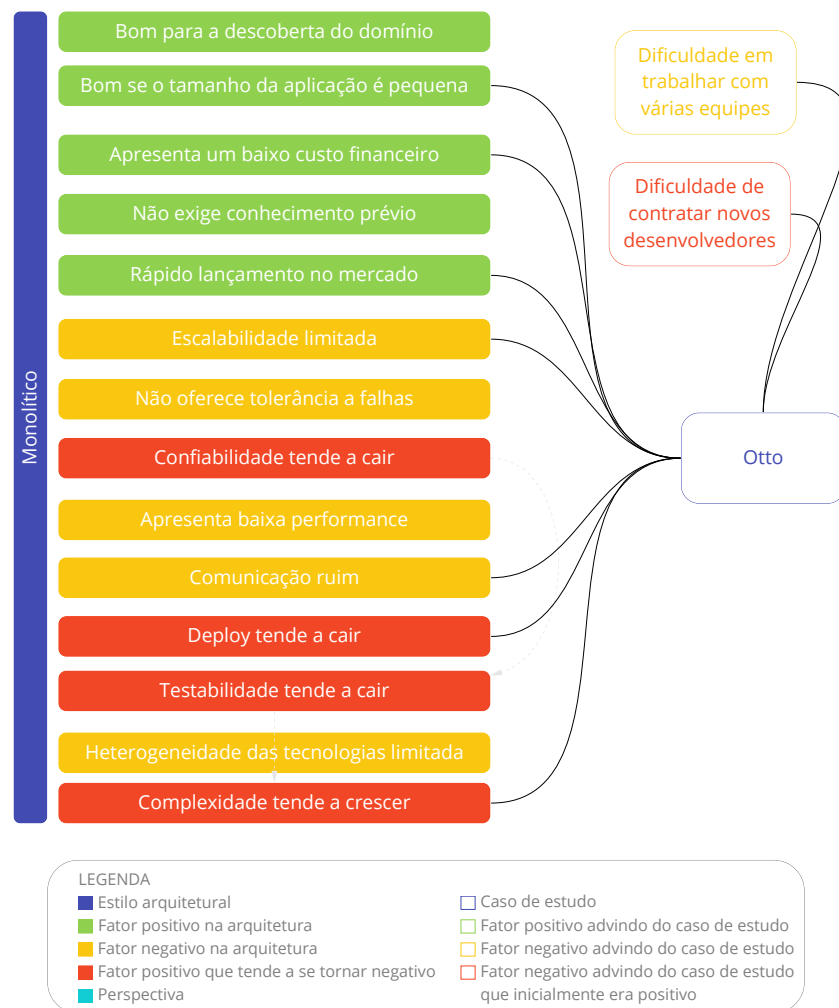 Bom para a descoberta do domínio
Bom se o tamanho da aplicação é pequena
Apresenta um baixo custo financeiro
Não exige conhecimento prévio
Rápido lançamento no mercado
Escalabilidade limitada
Não oferece tolerância a falhas
Confiabilidade tende a cair
Apresenta baixa performance
Comunicação ruim
Deploy tende a cair
Testabilidade tende a cair
Heterogeneidade das tecnologias limitada
Complexidade tende a crescer
Monolítico
Dificuldade em
trabalhar com
várias equipes
Dificuldade de
contratar novos
desenvolvedores
Otto
LEGENDA
Estilo arquitetural
Fator positivo na arquitetura
Fator negativo na arquitetura
Fator positivo que tende a se tornar negativo
Perspectiva
Caso de estudo
Fator positivo advindo do caso de estudo
Fator negativo advindo do caso de estudo
Fator negativo advindo do caso de estudo
que inicialmente era positivo